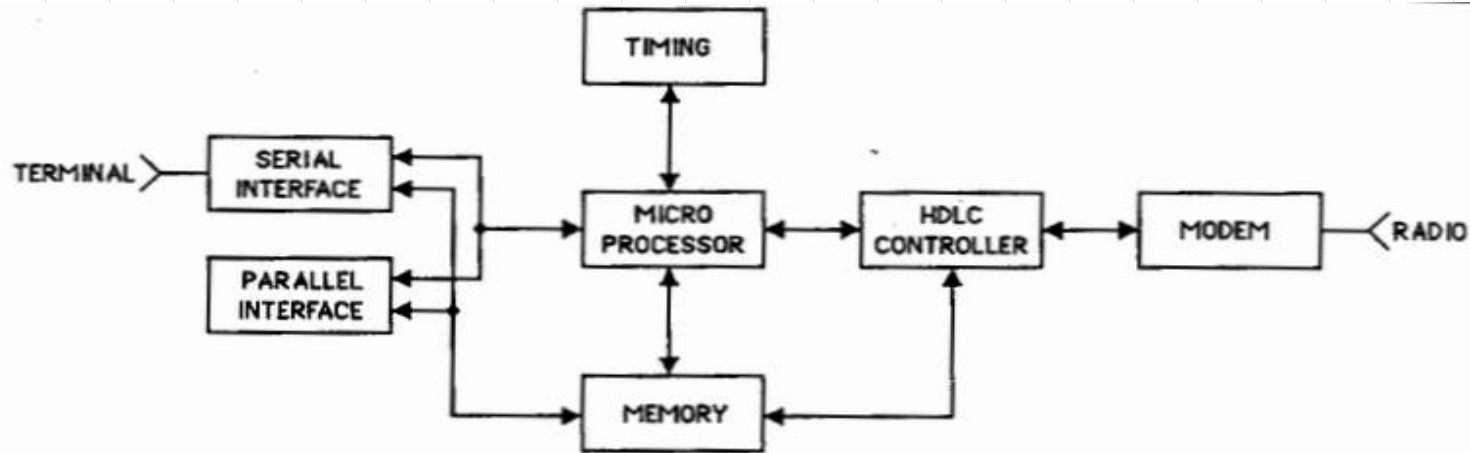 TIMING
TERMINAL
SERIAL
INTERFACE
MICRO
PROCESSOR
HDLC
CONTROLLER
MODEM
RADIO
PARALLEL
INTERFACE
MEMORY